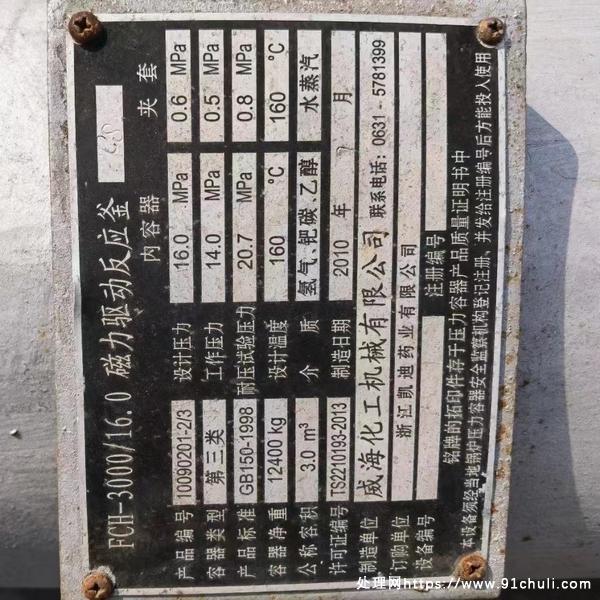 FCH-3000/16.0 磁力驱动反应釜
内容器 夹套
产品编号 10090201-2/3 设计压力 16.0 MPa 0.6 MPa
容器类型 第三类 工作压力 14.0 MPa 0.5 MPa
产品标准 GB150-1998 耐压试验压力 20.7 MPa 0.8 MPa
容器净重 12400 kg 设计温度 160 ℃ 160 ℃
公称容积 3.0 m³ 介质 氢气、钯碳、乙醇 水蒸汽
许可证编号 TS2210193-2013 制造日期 2010 年 月
制造单位 威海化工机械有限公司 联系电话: 0631-5781399
订购单位 浙江凯迪药业有限公司
设备编号 注册编号
铭牌的拓印件存于压力容器产品质量证明书中
本设备须经当地锅炉压力容器安全监察机构登记注册、并发给注册编号后方能投入使用
处理网https://www.91chuli.com/